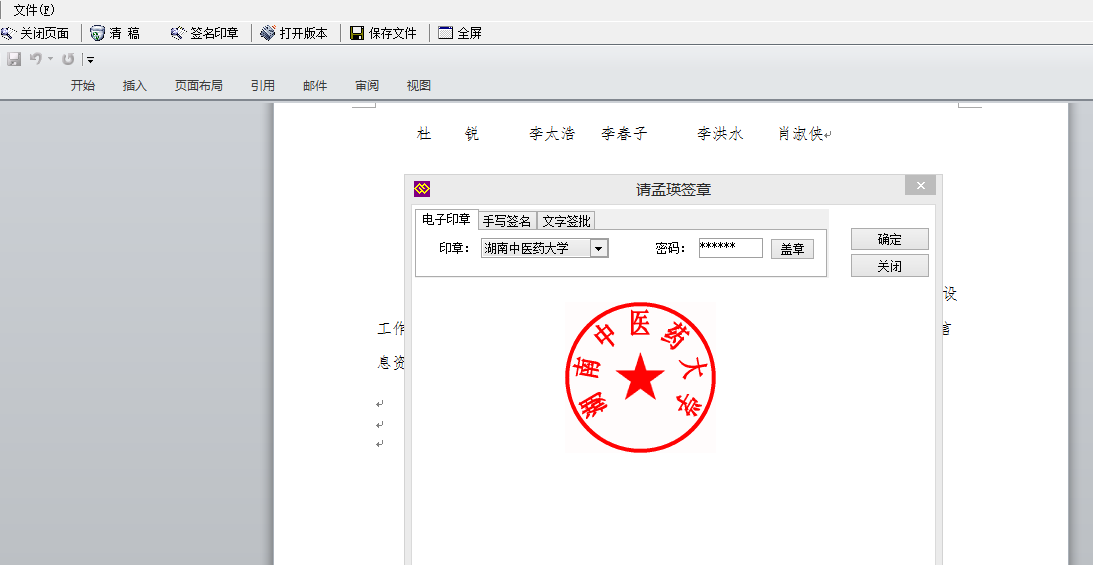 文件(F)
关闭页面 清 稿 签名印章 打开版本 保存文件 全屏
开始 插入 页面布局 引用 邮件 审阅 视图
杜 锐 李大浩 李春子 李洪水 肖淑侠
请孟瑛签章
电子印章 手写签名 文字签批
印章： 湖南中医药大学 密码： ****** 盖章
确定
关闭
设
工作
息资
湖南中医药大学